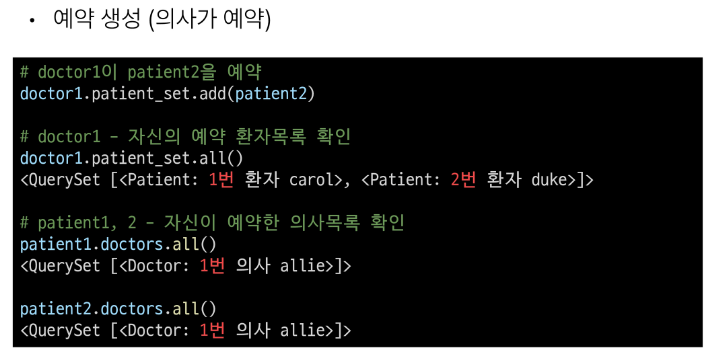 • 예약 생성 (의사가 예약)
# doctor1이 patient2을 예약
doctor1.patient_set.add(patient2)
# doctor1 - 자신의 예약 환자목록 확인
doctor1.patient_set.all()
<QuerySet [<Patient: 1번 환자 carol>, <Patient: 2번 환자 duke>]>
# patient1, 2 - 자신이 예약한 의사목록 확인
patient1.doctors.all()
<QuerySet [<Doctor: 1번 의사 allie>]>
patient2.doctors.all()
<QuerySet [<Doctor: 1번 의사 allie>]>